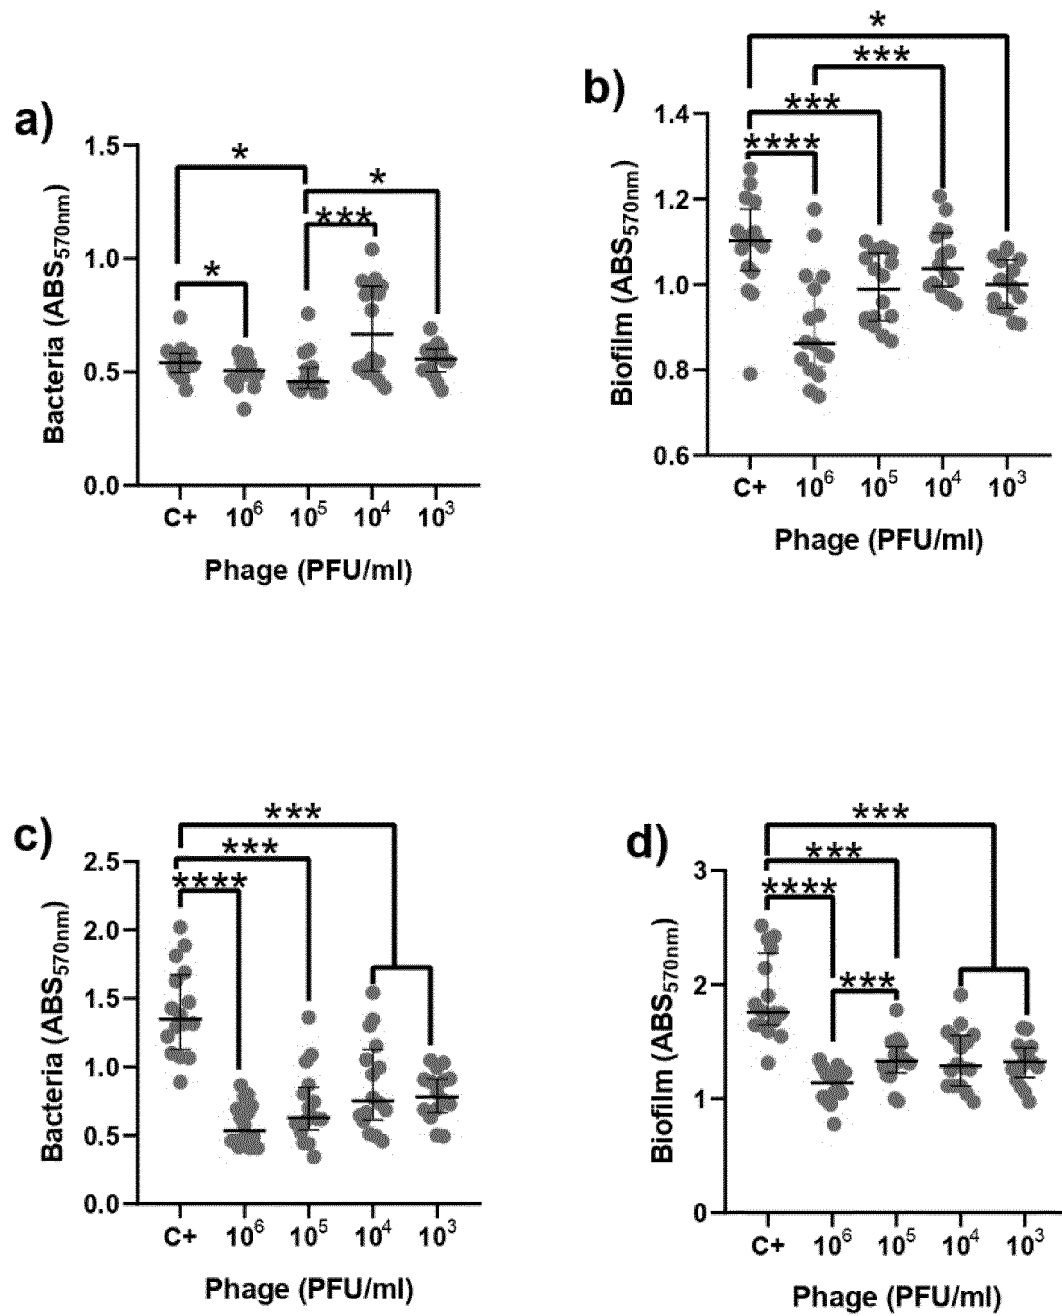 a)
Bacteria (ABS570nm)
1.5
1.0
0.5
0.0
*
*
***
*
C+ 10⁶ 10⁵ 10⁴ 10³
Phage (PFU/ml)
b)
Biofilm (ABS570nm)
1.4
1.2
1.0
0.8
0.6
*
***
***
****
C+ 10⁶ 10⁵ 10⁴ 10³
Phage (PFU/ml)
c)
Bacteria (ABS570nm)
2.5
2.0
1.5
1.0
0.5
0.0
***
***
****
C+ 10⁶ 10⁵ 10⁴ 10³
Phage (PFU/ml)
d)
Biofilm (ABS570nm)
3
2
1
0
***
***
****
***
C+ 10⁶ 10⁵ 10⁴ 10³
Phage (PFU/ml)